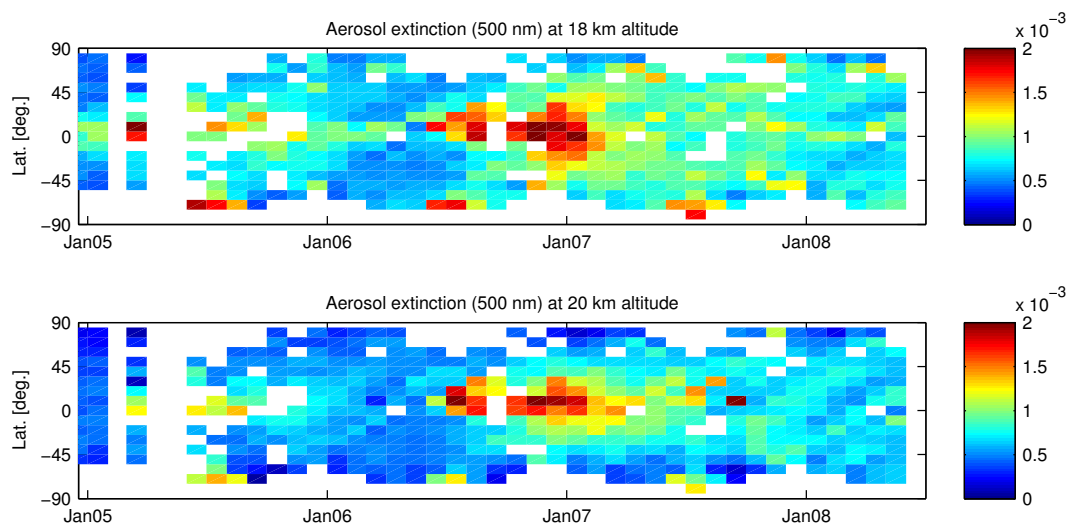 Aerosol extinction (500 nm) at 18 km altitude
x 10⁻³
90
45
0
−45
−90
Lat. [deg.]
Jan05 Jan06 Jan07 Jan08
2
1.5
1
0.5
0
Aerosol extinction (500 nm) at 20 km altitude
x 10⁻³
90
45
0
−45
−90
Lat. [deg.]
Jan05 Jan06 Jan07 Jan08
2
1.5
1
0.5
0